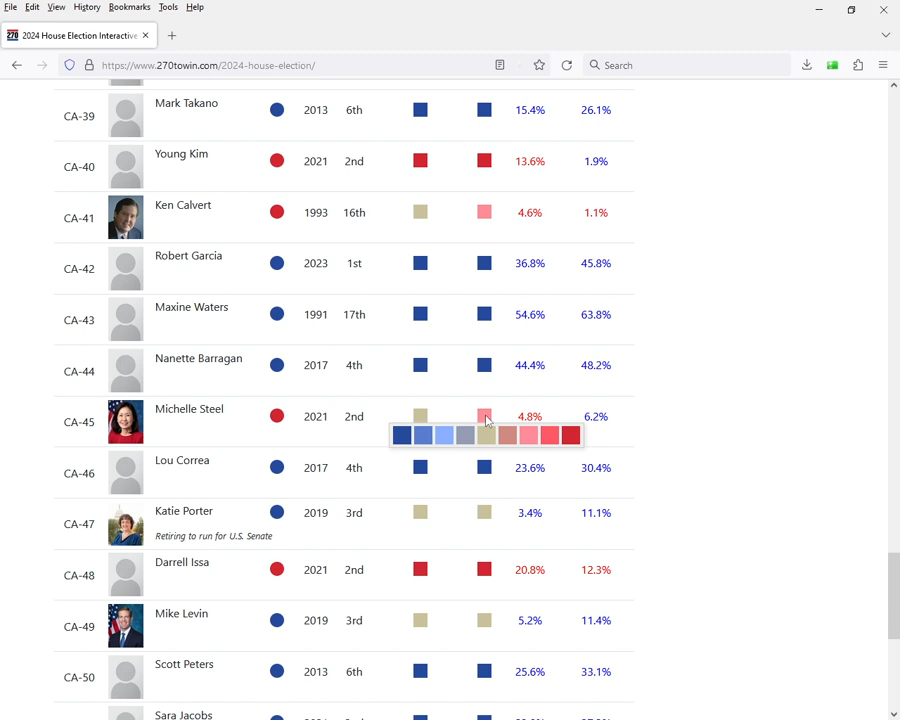 File Edit View History Bookmarks Tools Help
270 2024 House Election Interactive
https://www.270towin.com/2024-house-election/ Search
Mark Takano
CA-39 2013 6th 15.4% 26.1%
Young Kim
CA-40 2021 2nd 13.6% 1.9%
Ken Calvert
CA-41 1993 16th 4.6% 1.1%
Robert Garcia
CA-42 2023 1st 36.8% 45.8%
Maxine Waters
CA-43 1991 17th 54.6% 63.8%
Nanette Barragan
CA-44 2017 4th 44.4% 48.2%
Michelle Steel
CA-45 2021 2nd 4.8% 6.2%
Lou Correa
CA-46 2017 4th 23.6% 30.4%
Katie Porter
CA-47 2019 3rd 3.4% 11.1%
Retiring to run for U.S. Senate
Darrell Issa
CA-48 2021 2nd 20.8% 12.3%
Mike Levin
CA-49 2019 3rd 5.2% 11.4%
Scott Peters
CA-50 2013 6th 25.6% 33.1%
Sara Jacobs